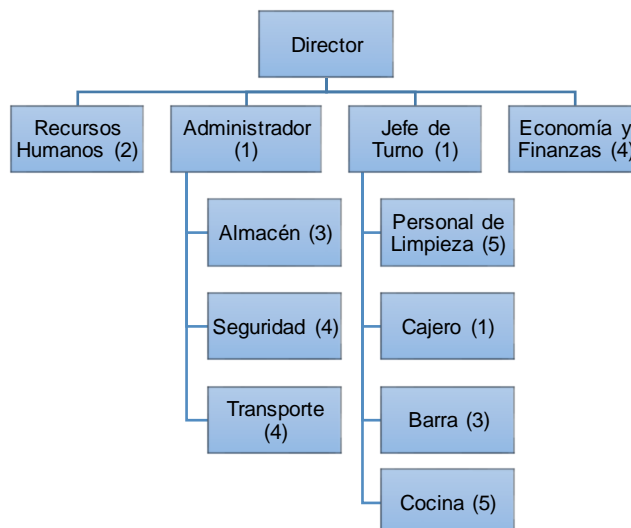 Director
Recursos
Humanos (2)
Administrador
(1)
Jefe de
Turno (1)
Economía y
Finanzas (4)
Almacén (3)
Seguridad (4)
Transporte
(4)
Personal de
Limpieza (5)
Cajero (1)
Barra (3)
Cocina (5)